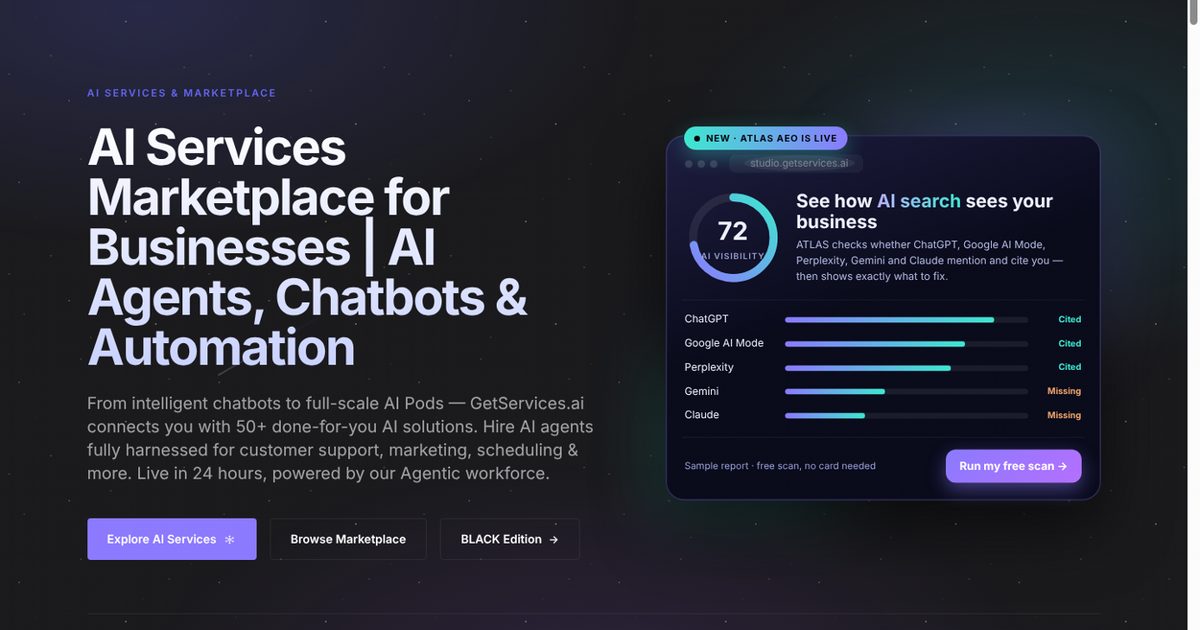 AI SERVICES & MARKETPLACE
AI Services
Marketplace for
Businesses | AI
Agents, Chatbots &
Automation
From intelligent chatbots to full-scale AI Pods — GetServices.ai
connects you with 50+ done-for-you AI solutions. Hire AI agents
fully harnessed for customer support, marketing, scheduling &
more. Live in 24 hours, powered by our Agentic workforce.
Explore AI Services
Browse Marketplace
BLACK Edition →
NEW · ATLAS AEO IS LIVE
studio.getservices.ai
72
AI VISIBILITY
See how AI search sees your
business
ATLAS checks whether ChatGPT, Google AI Mode,
Perplexity, Gemini and Claude mention and cite you —
then shows exactly what to fix.
ChatGPT Cited
Google AI Mode Cited
Perplexity Cited
Gemini Missing
Claude Missing
Sample report · free scan, no card needed
Run my free scan →